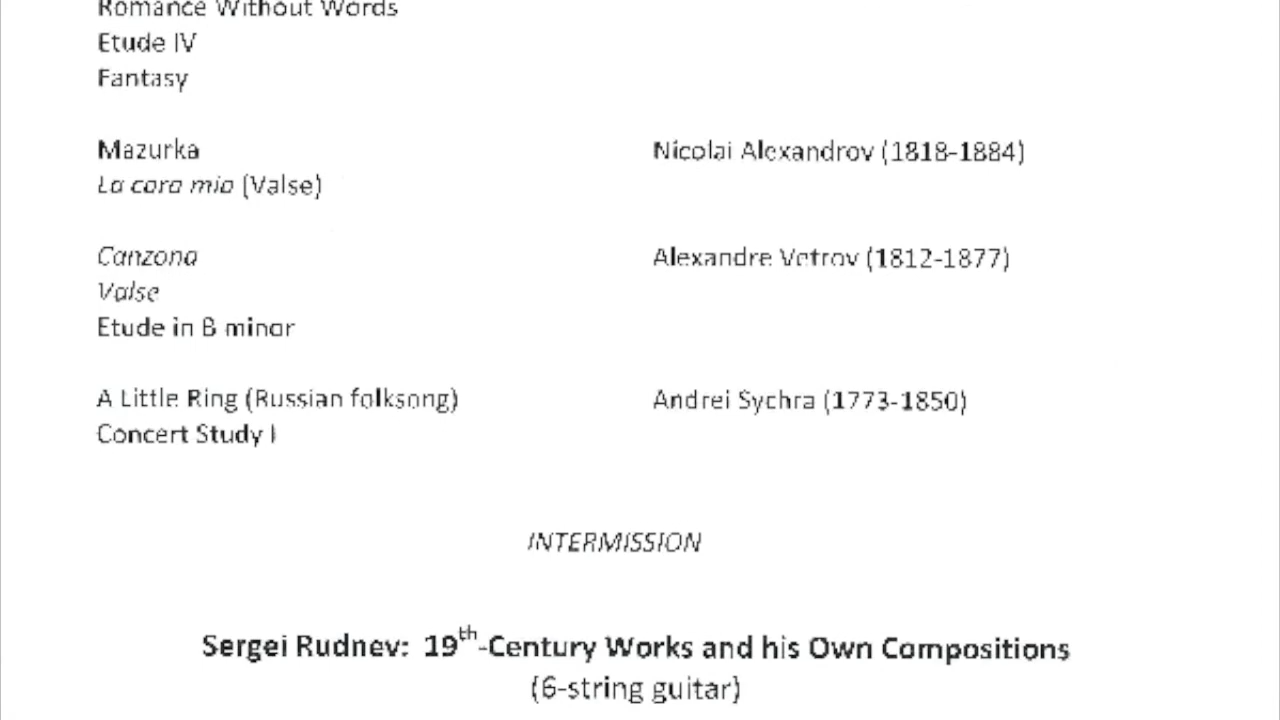 Romance Without Words
Etude IV
Fantasy
Mazurka Nicolai Alexandrov (1818-1884)
La cara mia (Valse)
Canzona Alexandre Vetrov (1812-1877)
Valse
Etude in B minor
A Little Ring (Russian folksong) Andrei Sychra (1773-1850)
Concert Study I
INTERMISSION
Sergei Rudnev: 19th-Century Works and his Own Compositions
(6-string guitar)